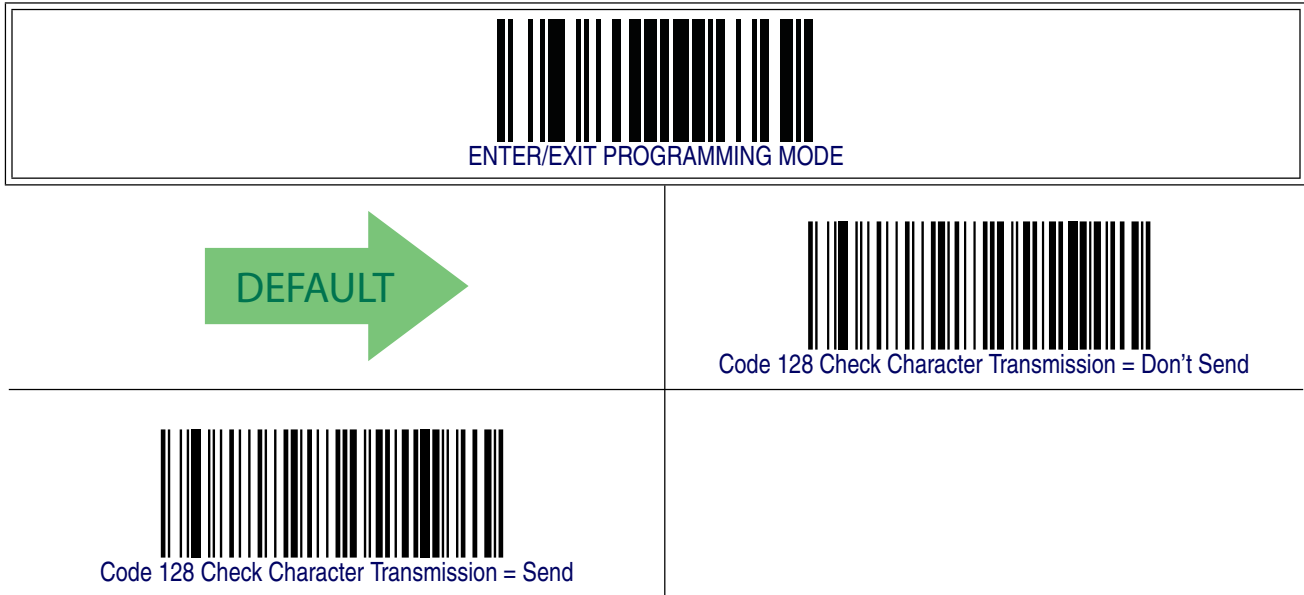 ENTER/EXIT PROGRAMMING MODE
DEFAULT
Code 128 Check Character Transmission = Don't Send
Code 128 Check Character Transmission = Send